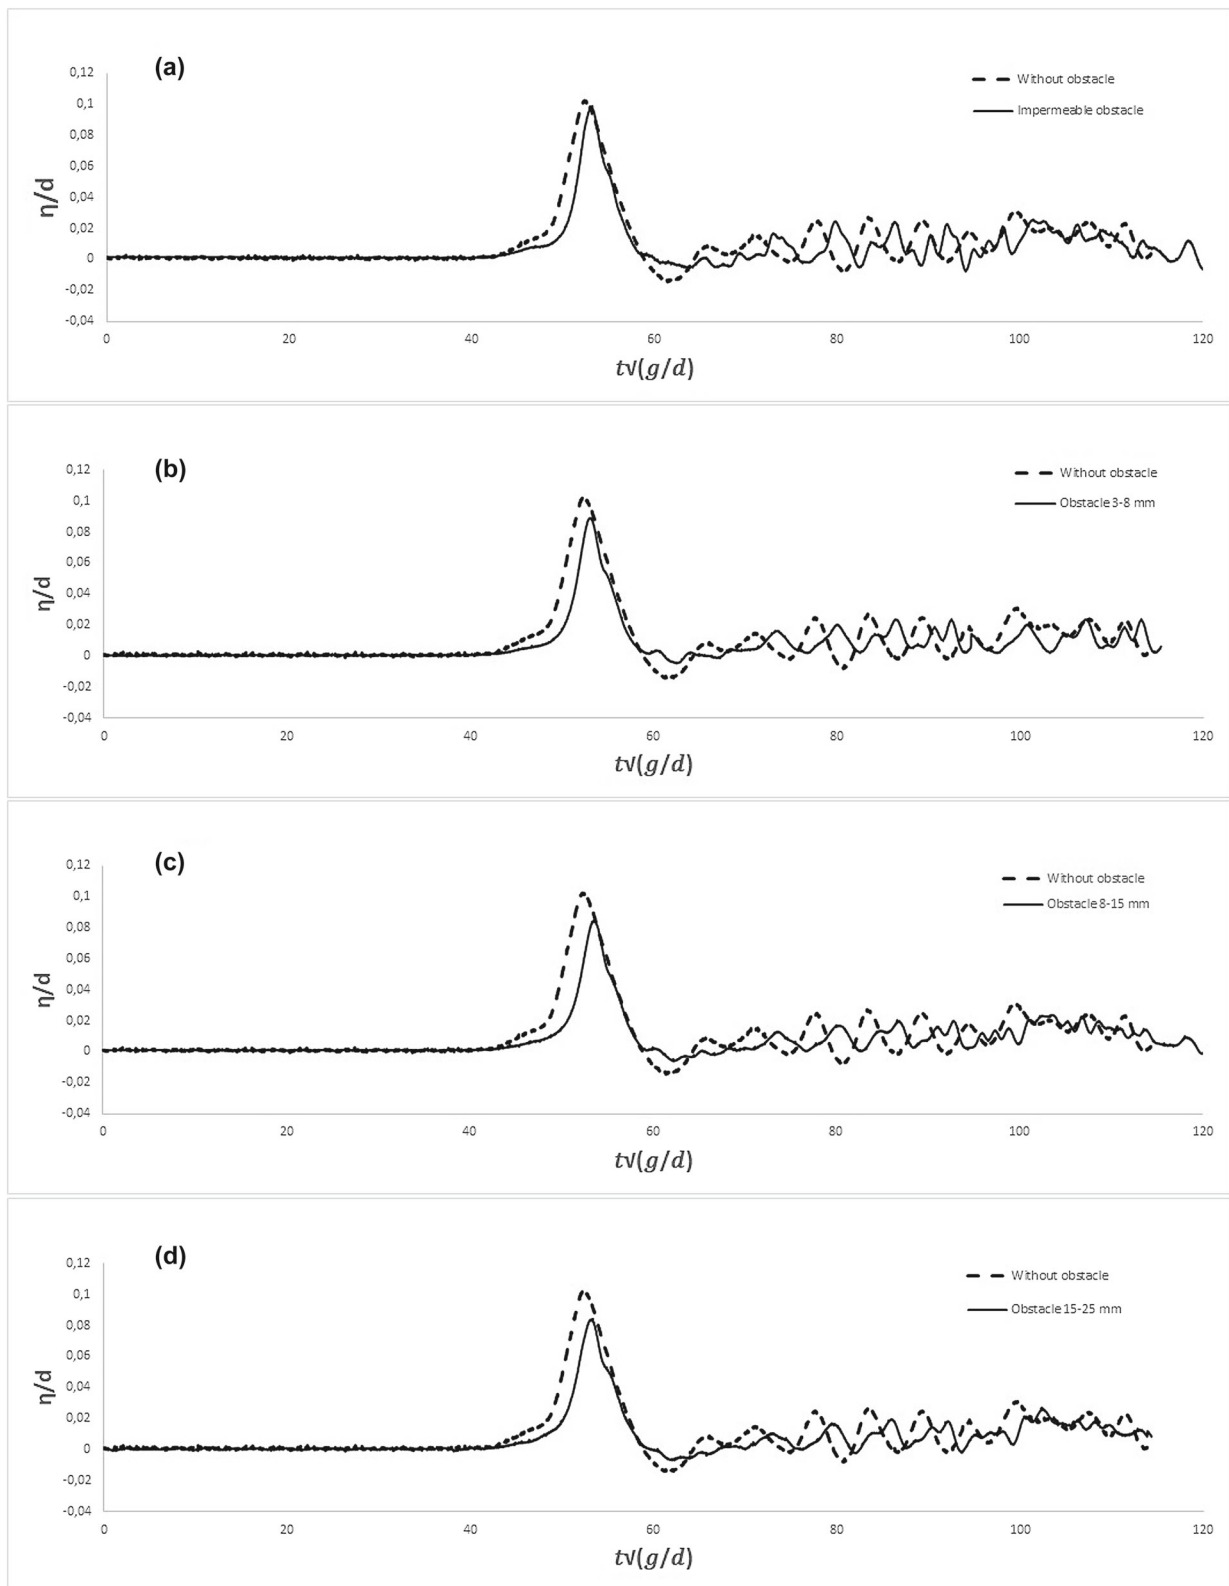 (a)
0,12
0,1
0,08
0,06
0,04
0,02
0
-0,02
-0,04
η/d
Without obstacle
Impermeable obstacle
0 20 40 60 80 100 120
t√(g/d)
(b)
0,12
0,1
0,08
0,06
0,04
0,02
0
-0,02
-0,04
η/d
Without obstacle
Obstacle 3-8 mm
0 20 40 60 80 100 120
t√(g/d)
(c)
0,12
0,1
0,08
0,06
0,04
0,02
0
-0,02
-0,04
η/d
Without obstacle
Obstacle 8-15 mm
0 20 40 60 80 100 120
t√(g/d)
(d)
0,12
0,1
0,08
0,06
0,04
0,02
0
-0,02
-0,04
η/d
Without obstacle
Obstacle 15-25 mm
0 20 40 60 80 100 120
t√(g/d)